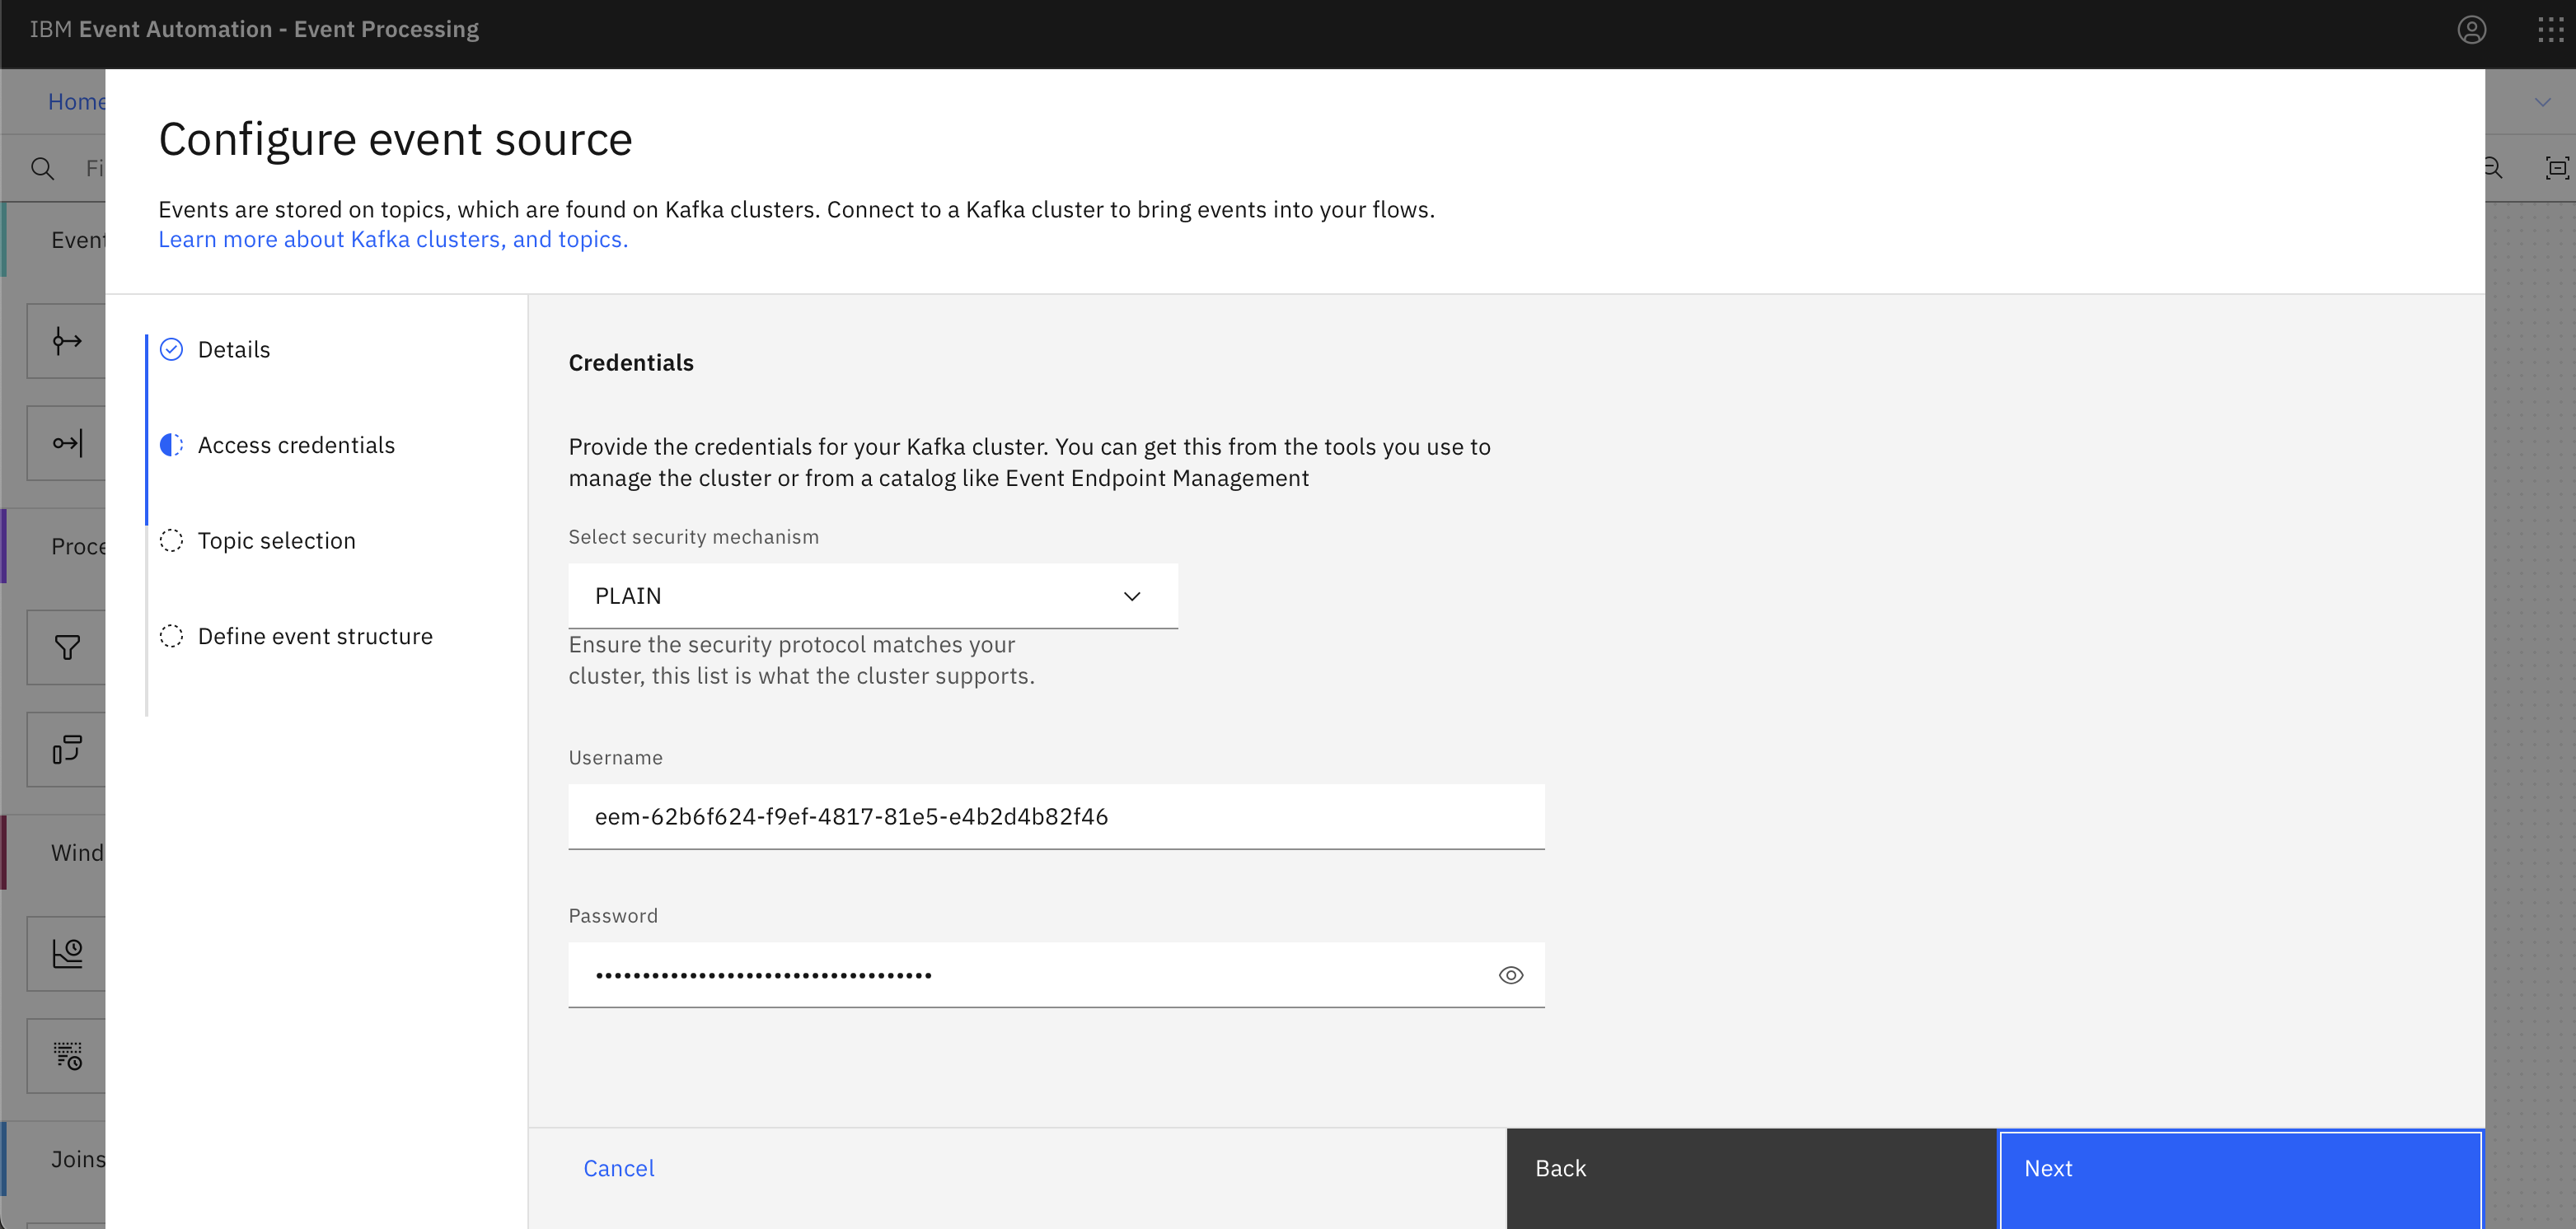 IBM Event Automation - Event Processing
Home
Configure event source
Fi
Events are stored on topics, which are found on Kafka clusters. Connect to a Kafka cluster to bring events into your flows.
Learn more about Kafka clusters, and topics.
Event
Details
Credentials
Access credentials
Provide the credentials for your Kafka cluster. You can get this from the tools you use to
manage the cluster or from a catalog like Event Endpoint Management
Select security mechanism
Proce
Topic selection
PLAIN
Define event structure
Ensure the security protocol matches your
cluster, this list is what the cluster supports.
Username
eem-62b6f624-f9ef-4817-81e5-e4b2d4b82f46
Wind
Password
Joins
Cancel
Back
Next